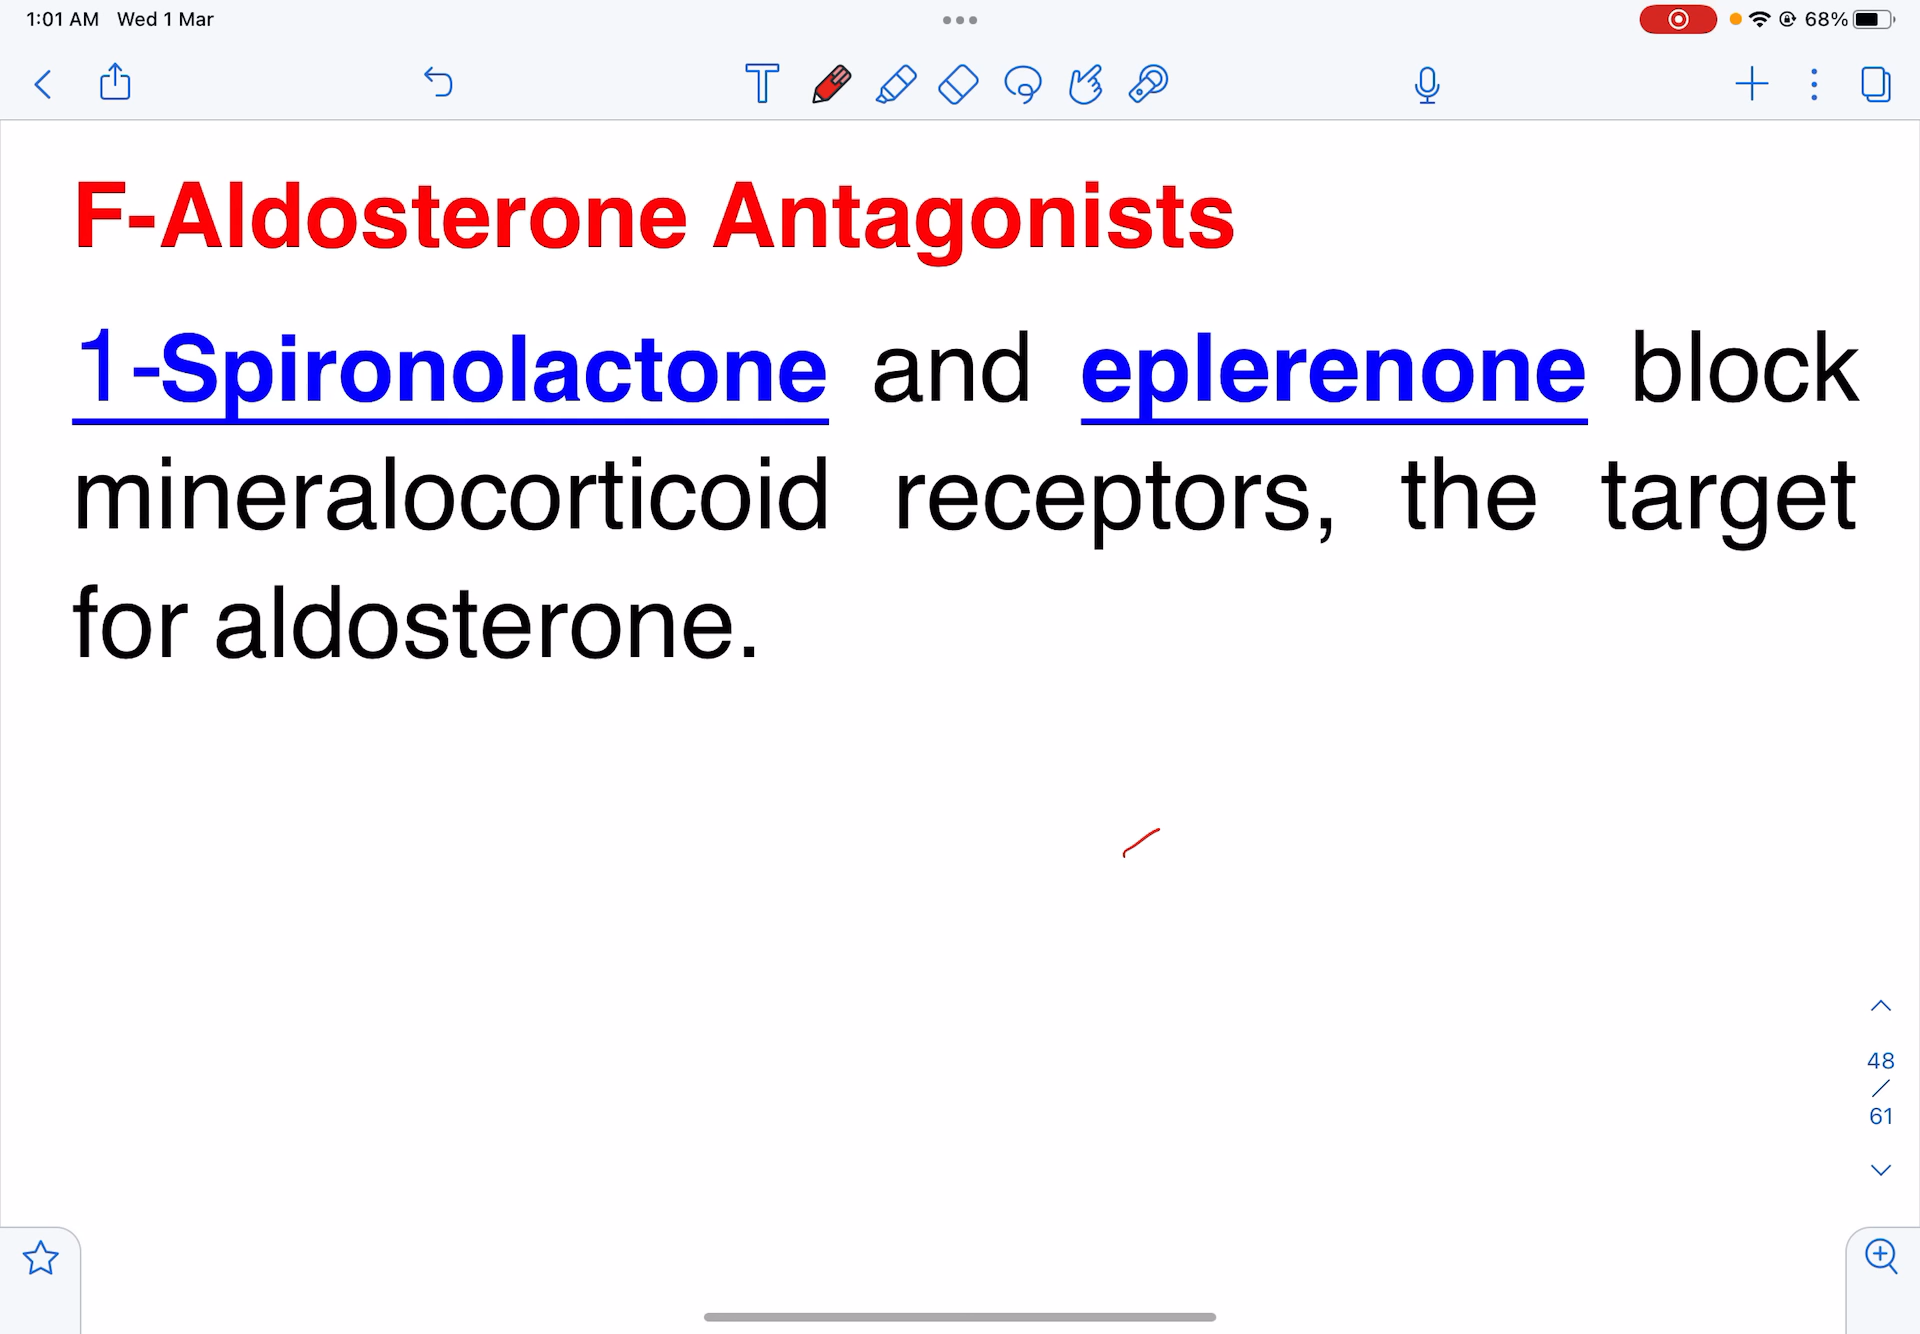 1:01 AM Wed 1 Mar
68%
F-Aldosterone Antagonists
1-Spironolactone and eplerenone block
mineralocorticoid receptors, the target
for aldosterone.
48
/
61